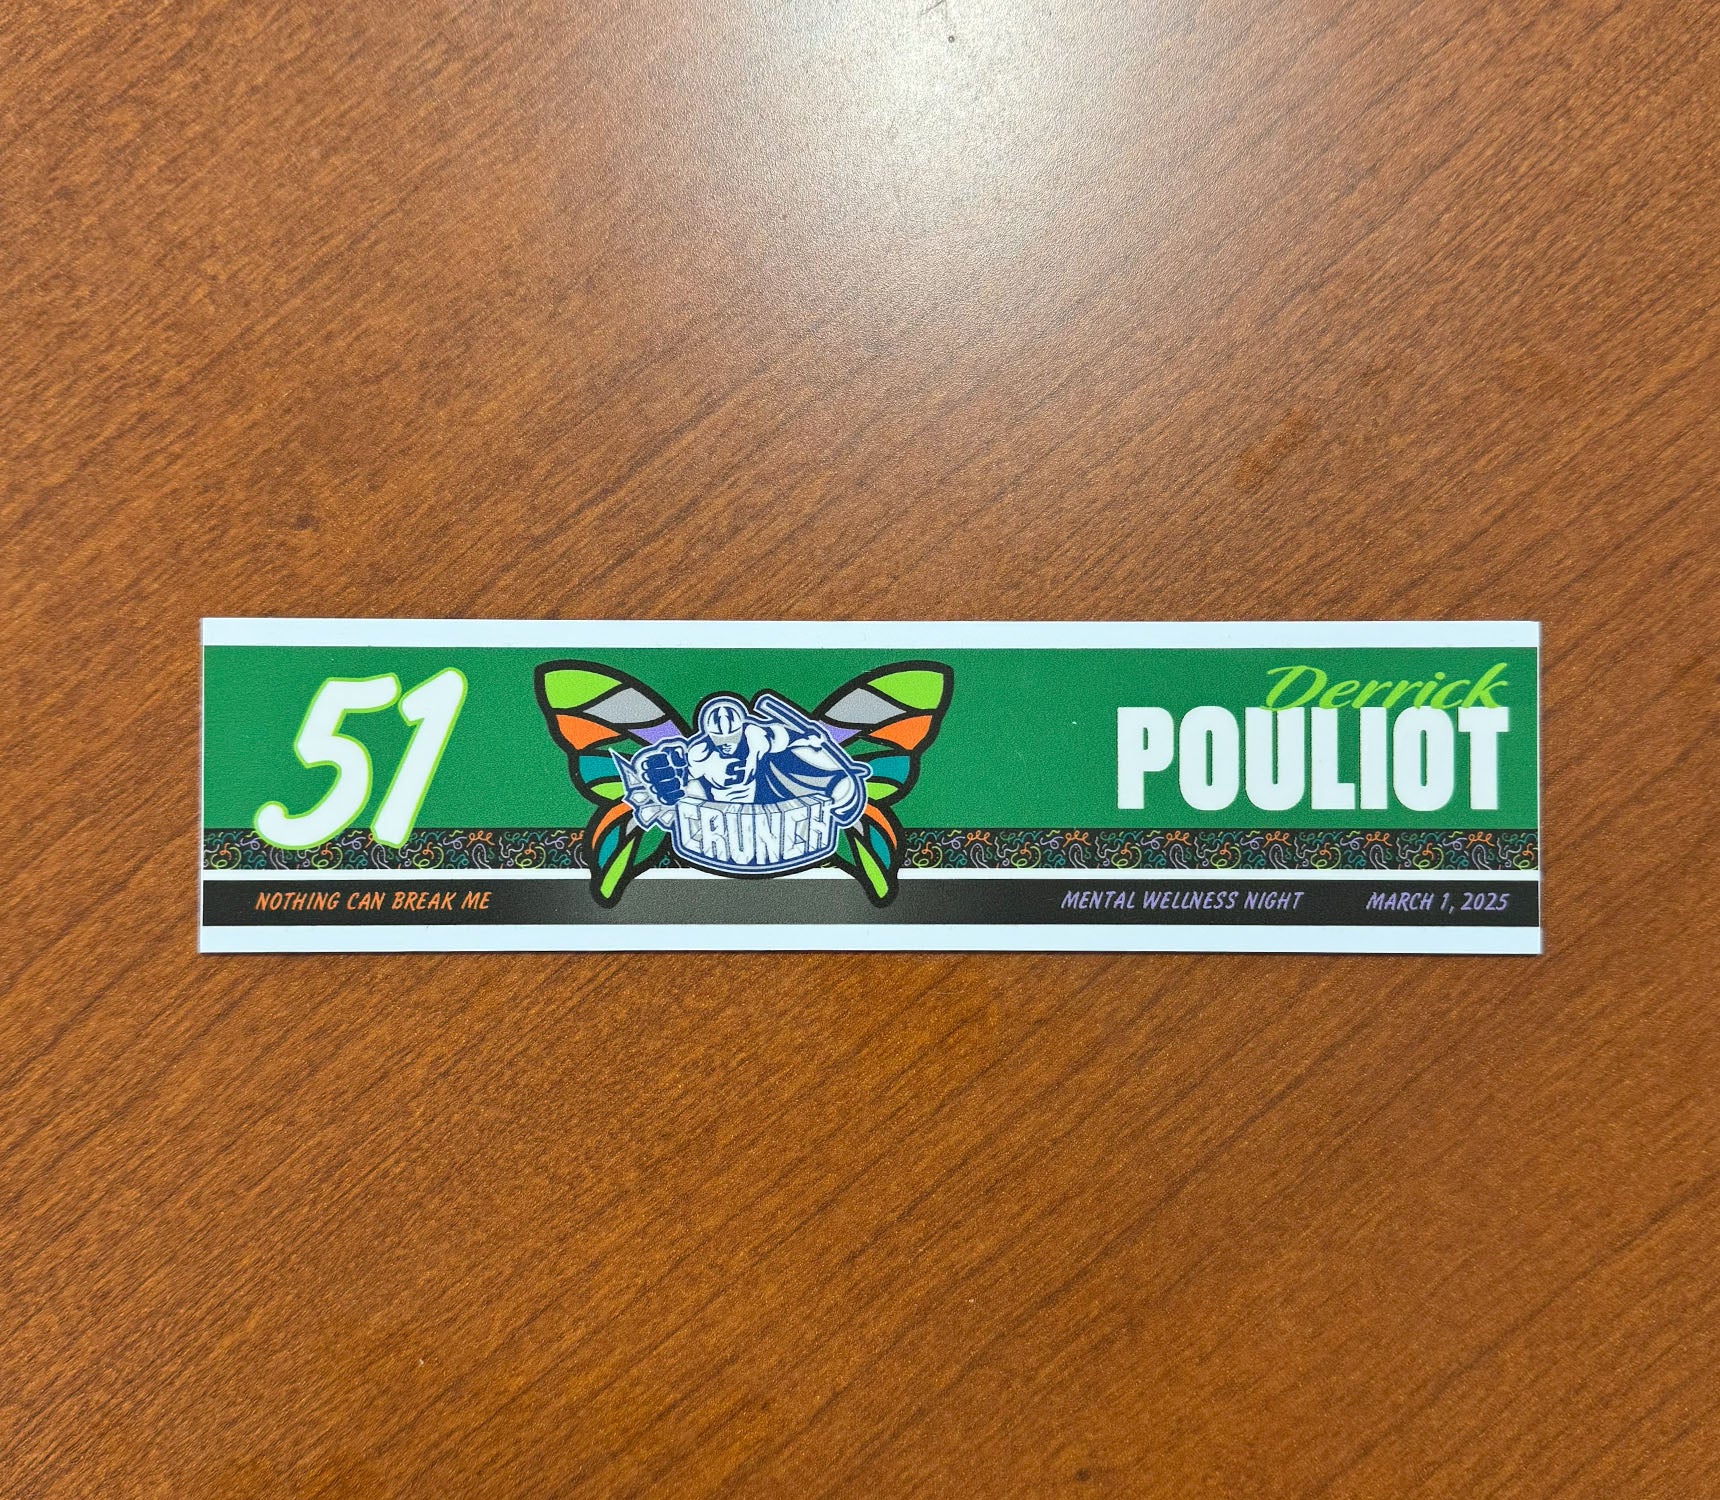 51
Derrick
POULIOT
S
CRUNCH
NOTHING CAN BREAK ME
MENTAL WELLNESS NIGHT
MARCH 1, 2025